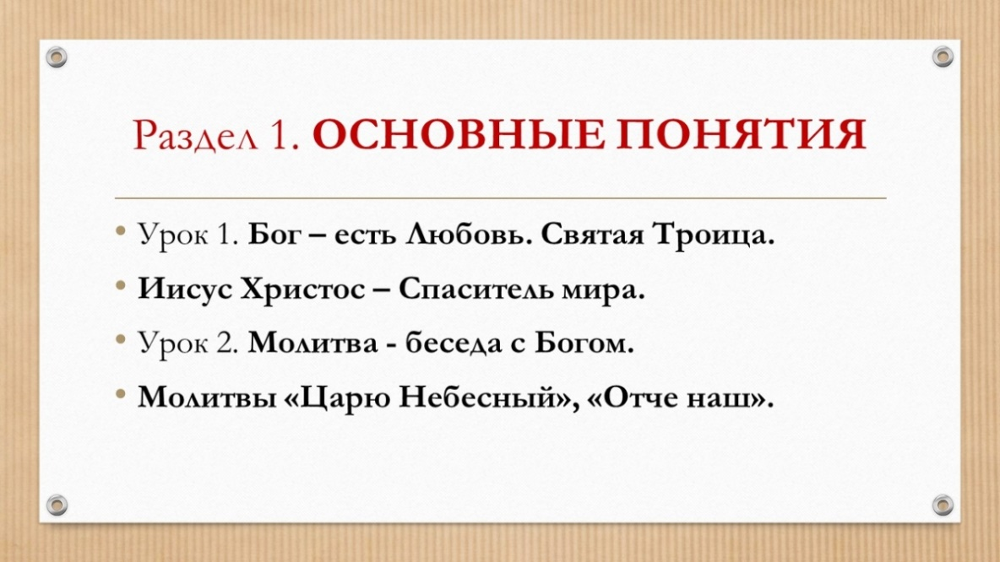 Раздел 1. ОСНОВНЫЕ ПОНЯТИЯ
• Урок 1. Бог – есть Любовь. Святая Троица.
• Иисус Христос – Спаситель мира.
• Урок 2. Молитва - беседа с Богом.
• Молитвы «Царю Небесный», «Отче наш».